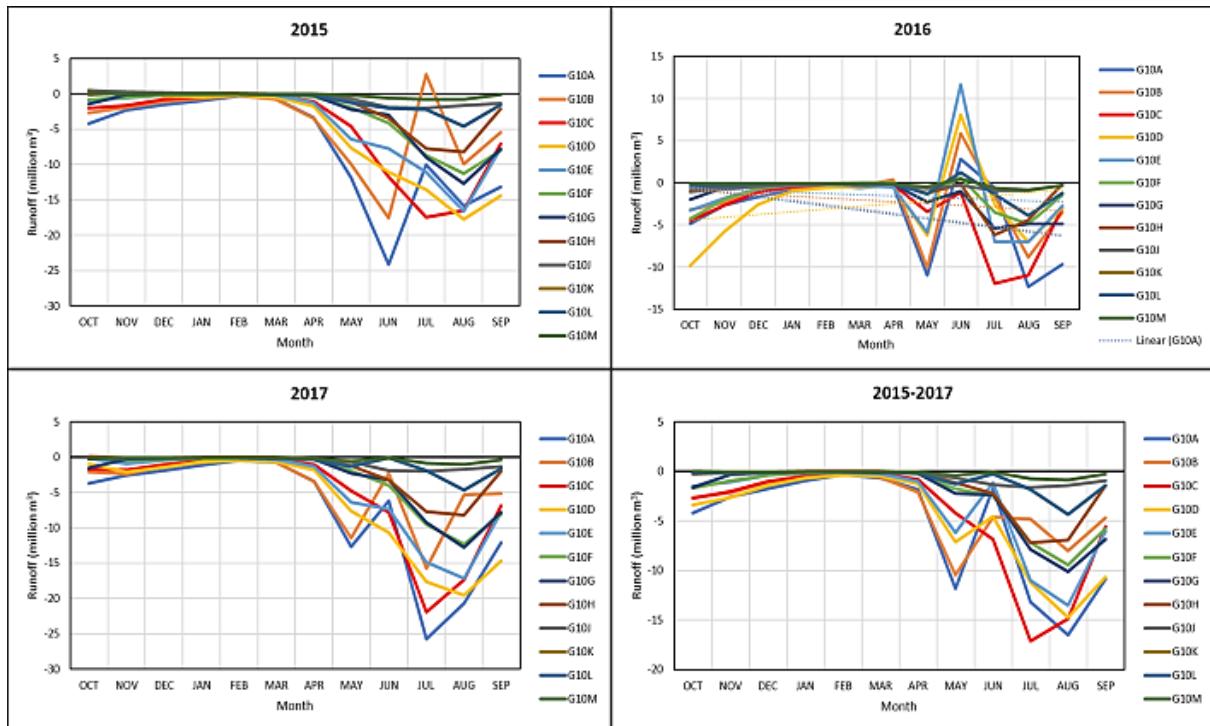 2015
5
0
-5
-10
-15
-20
-25
-30
Runoff (million m³)
OCT NOV DEC JAN FEB MAR APR MAY JUN JUL AUG SEP
Month
G10A
G10B
G10C
G10D
G10E
G10F
G10G
G10H
G10J
G10K
G10L
G10M
2016
15
10
5
0
-5
-10
-15
Runoff (million m³)
OCT NOV DEC JAN FEB MAR APR MAY JUN JUL AUG SEP
Month
G10A
G10B
G10C
G10D
G10E
G10F
G10G
G10H
G10J
G10K
G10L
G10M
Linear (G10A)
2017
5
0
-5
-10
-15
-20
-25
-30
Runoff (million m³)
OCT NOV DEC JAN FEB MAR APR MAY JUN JUL AUG SEP
Month
G10A
G10B
G10C
G10D
G10E
G10F
G10G
G10H
G10J
G10K
G10L
G10M
2015-2017
5
0
-5
-10
-15
-20
Runoff (million m³)
OCT NOV DEC JAN FEB MAR APR MAY JUN JUL AUG SEP
Month
G10A
G10B
G10C
G10D
G10E
G10F
G10G
G10H
G10J
G10K
G10L
G10M